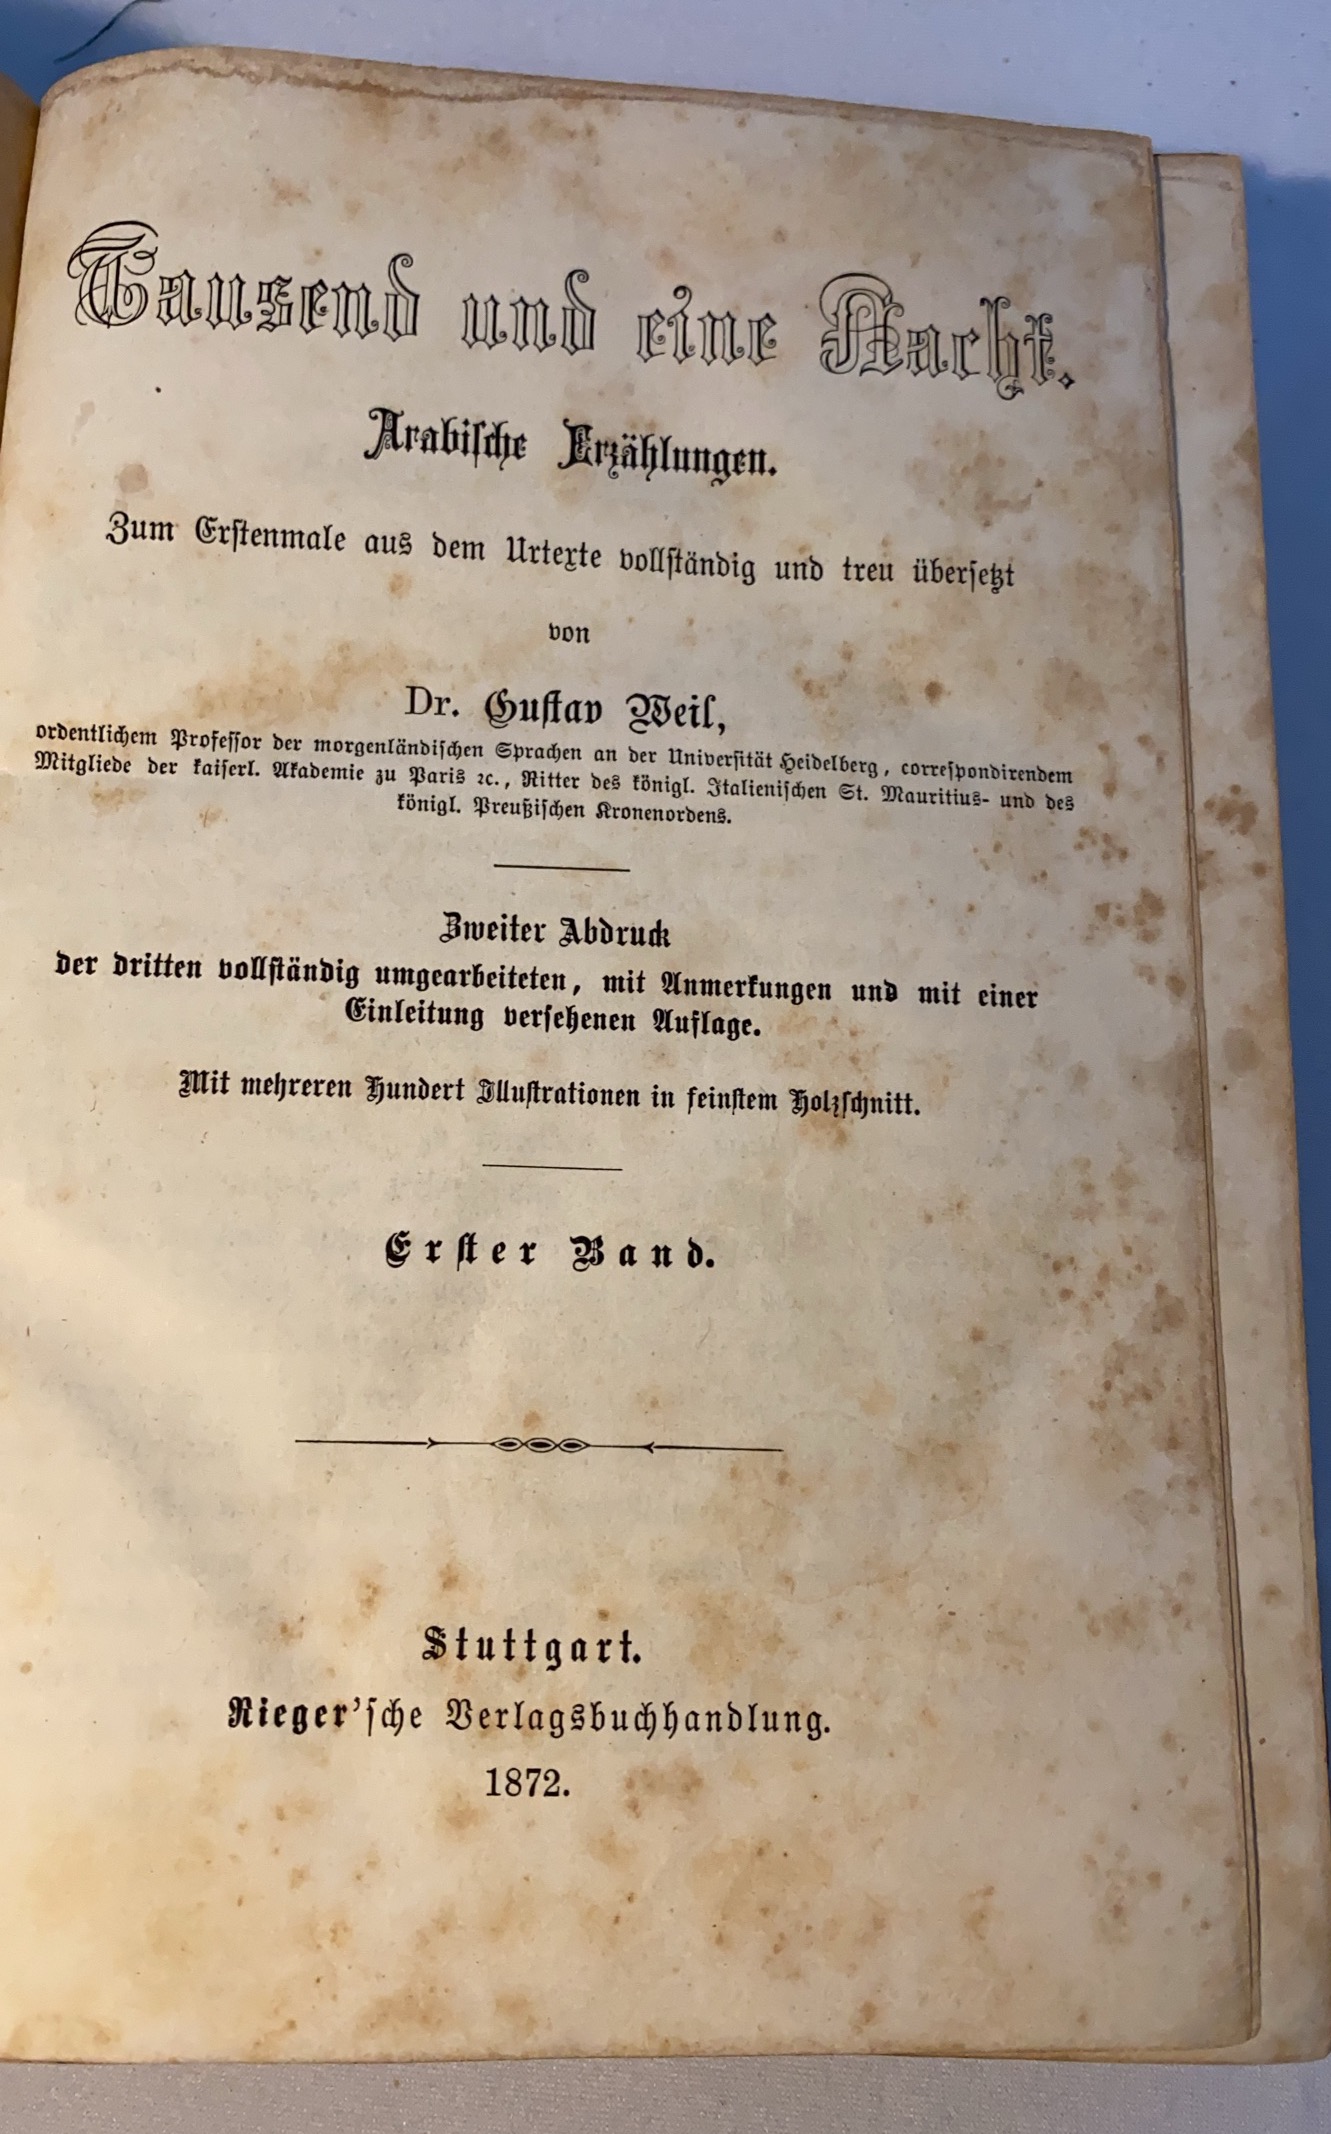 Tausend und eine Nacht.
Arabische Erzählungen.
Zum Erstenmale aus dem Urtexte vollständig und treu übersetzt
von
Dr. Gustav Weil,
ordentlichem Professor der morgenländischen Sprachen an der Universität Heidelberg, correspondirendem
Mitgliede der kaiserl. Akademie zu Paris ꝛc., Ritter des königl. Italienischen St. Mauritius- und des
königl. Preußischen Kronenordens.
Zweiter Abdruck
der dritten vollständig umgearbeiteten, mit Anmerkungen und mit einer
Einleitung versehenen Auflage.
Mit mehreren Hundert Illustrationen in feinstem Holzschnitt.
Erster Band.
Stuttgart.
Rieger'sche Verlagsbuchhandlung.
1872.